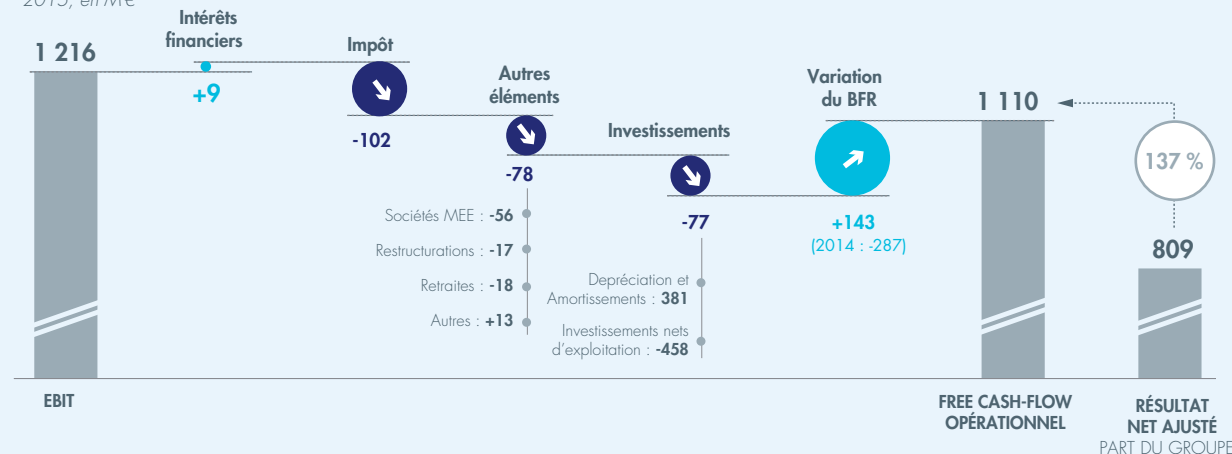 2015, en M€
1 216
Intérêts
financiers
+9
Impôt
-102
Autres
éléments
-78
Sociétés MEE : -56
Restructurations : -17
Retraites : -18
Autres : +13
Investissements
-77
Depréciation et
Amortissements : 381
Investissements nets
d'exploitation : -458
Variation
du BFR
+143
(2014 : -287)
1 110
137 %
809
EBIT
FREE CASH-FLOW
OPÉRATIONNEL
RÉSULTAT
NET AJUSTÉ
PART DU GROUPE